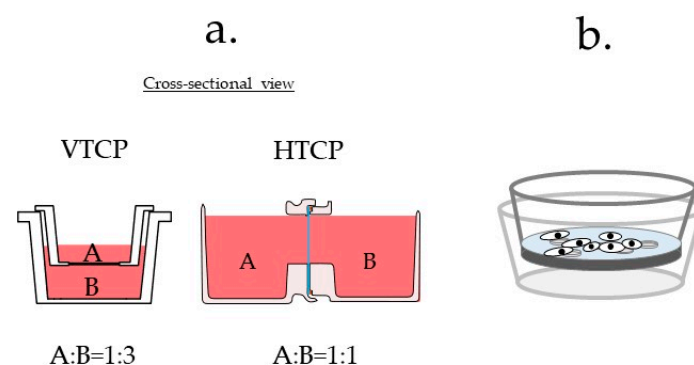 a.
b.
Cross-sectional view
VTCP
HTCP
A
B
A
B
A:B=1:3
A:B=1:1